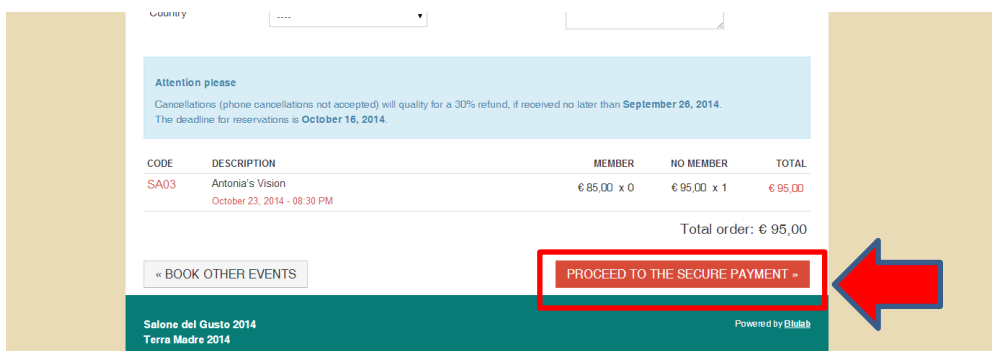 Country
----
Attention please
Cancellations (phone cancellations not accepted) will qualify for a 30% refund, if received no later than September 26, 2014.
The deadline for reservations is October 16, 2014.
CODE DESCRIPTION MEMBER NO MEMBER TOTAL
SA03 Antonia's Vision € 85,00 x 0 € 95,00 x 1 € 95,00
October 23, 2014 - 08:30 PM
Total order: € 95,00
« BOOK OTHER EVENTS PROCEED TO THE SECURE PAYMENT »
Salone del Gusto 2014 Powered by Blulab
Terra Madre 2014